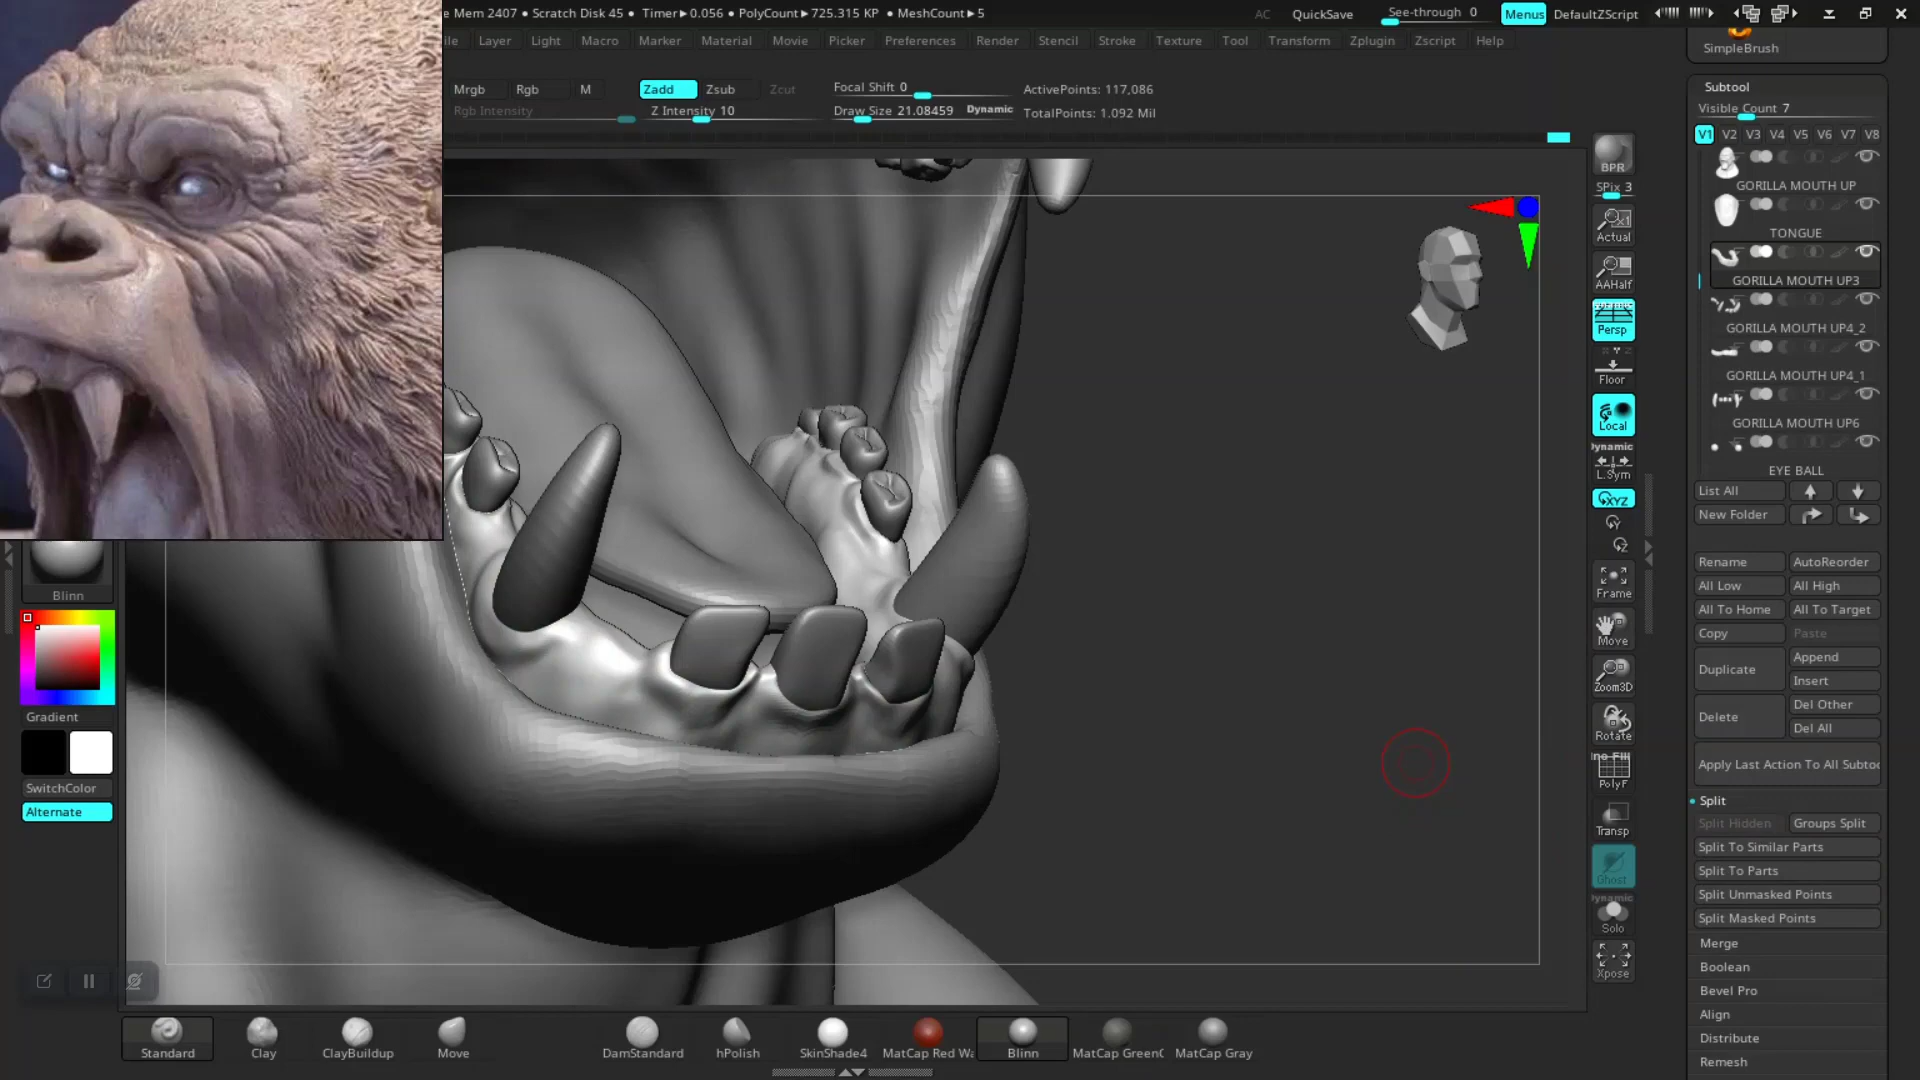 e Mem 2407 • Scratch Disk 45 • Timer▶0.056 • PolyCount▶725.315 KP • MeshCount▶5
AC QuickSave See-through 0 Menus DefaultZScript
SimpleBrush
ile Layer Light Macro Marker Material Movie Picker Preferences Render Stencil Stroke Texture Tool Transform Zplugin Zscript Help
Mrgb Rgb M Zadd Zsub Zcut Focal Shift 0 ActivePoints: 117,086
Rgb Intensity Z Intensity 10 Draw Size 21.08459 Dynamic TotalPoints: 1.092 Mil
Subtool
Visible Count 7
V1 V2 V3 V4 V5 V6 V7 V8
GORILLA MOUTH UP
TONGUE
GORILLA MOUTH UP3
GORILLA MOUTH UP4_2
GORILLA MOUTH UP4_1
GORILLA MOUTH UP6
EYE BALL
List All
New Folder
Rename AutoReorder
All Low All High
All To Home All To Target
Copy Paste
Duplicate Append
Insert
Delete Del Other
Del All
Apply Last Action To All Subtoo
Split
Split Hidden Groups Split
Split To Similar Parts
Split To Parts
Split Unmasked Points
Split Masked Points
Merge
Boolean
Bevel Pro
Align
Distribute
Remesh
BPR
SPix 3
Actual
AAHalf
Persp
Floor
Local
Dynamic
L.Sym
XYZ
Y
Z
Frame
Move
Zoom3D
Rotate
PolyF
Transp
Ghost
Dynamic
Solo
Xpose
Blinn
Gradient
SwitchColor
Alternate
Standard Clay ClayBuildup Move DamStandard hPolish SkinShade4 MatCap Red Wa Blinn MatCap GreenC MatCap Gray